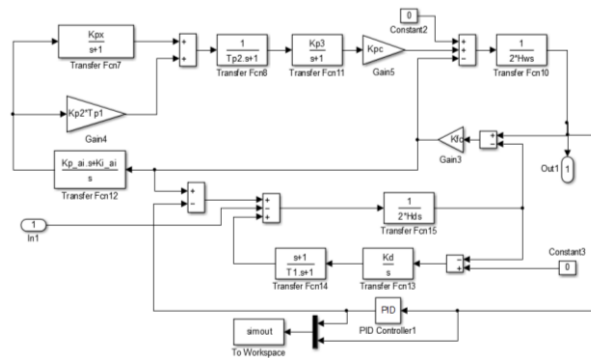 0
Constant2
Kpx
s+1
Transfer Fcn7
+
+
1
Tp2.s+1
Transfer Fcn8
Kp3
s+1
Transfer Fcn11
Kpc
Gain5
+
+
−
1
2*Hws
Transfer Fcn10
Kp2*Tp1
Gain4
Kfc
Gain3
+
−
1
Out1
Kp_ai.s+Ki_ai
s
Transfer Fcn12
+
−
+
−
+
1
2*Hds
Transfer Fcn15
1
In1
s+1
T1.s+1
Transfer Fcn14
Kd
s
Transfer Fcn13
−
+
Constant3
0
PID
PID Controller1
simout
To Workspace